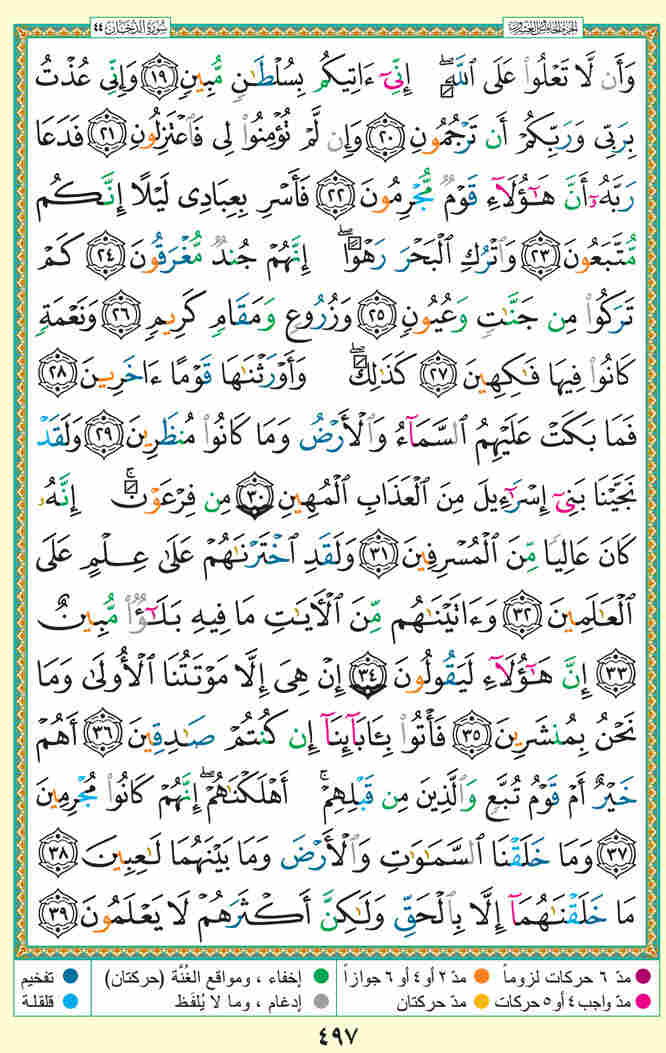 سُورَةُ الدُّخَانِ ٤٤ الجزء الخامس والعشرون
وَأَن لَّا تَعْلُوا۟ عَلَى ٱللَّهِۖ إِنِّىٓ ءَاتِيكُم بِسُلْطَٰنٍ مُّبِينٍ ١٩ وَإِنِّى عُذْتُ
بِرَبِّى وَرَبِّكُمْ أَن تَرْجُمُونِ ٢٠ وَإِن لَّمْ تُؤْمِنُوا۟ لِى فَٱعْتَزِلُونِ ٢١ فَدَعَا
رَبَّهُۥٓ أَنَّ هَٰٓؤُلَآءِ قَوْمٌ مُّجْرِمُونَ ٢٢ فَأَسْرِ بِعِبَادِى لَيْلًا إِنَّكُم
مُّتَّبَعُونَ ٢٣ وَٱتْرُكِ ٱلْبَحْرَ رَهْوًاۖ إِنَّهُمْ جُندٌ مُّغْرَقُونَ ٢٤ كَمْ
تَرَكُوا۟ مِن جَنَّٰتٍ وَعُيُونٍ ٢٥ وَزُرُوعٍ وَمَقَامٍ كَرِيمٍ ٢٦ وَنَعْمَةٍ
كَانُوا۟ فِيهَا فَٰكِهِينَ ٢٧ كَذَٰلِكَۖ وَأَوْرَثْنَٰهَا قَوْمًا ءَاخَرِينَ ٢٨
فَمَا بَكَتْ عَلَيْهِمُ ٱلسَّمَآءُ وَٱلْأَرْضُ وَمَا كَانُوا۟ مُنظَرِينَ ٢٩ وَلَقَدْ
نَجَّيْنَا بَنِىٓ إِسْرَٰٓءِيلَ مِنَ ٱلْعَذَابِ ٱلْمُهِينِ ٣٠ مِن فِرْعَوْنَۚ إِنَّهُۥ
كَانَ عَالِيًا مِّنَ ٱلْمُسْرِفِينَ ٣١ وَلَقَدِ ٱخْتَرْنَٰهُمْ عَلَىٰ عِلْمٍ عَلَى
ٱلْعَٰلَمِينَ ٣٢ وَءَاتَيْنَٰهُم مِّنَ ٱلْءَايَٰتِ مَا فِيهِ بَلَٰٓؤٌا۟ مُّبِينٌ
٣٣ إِنَّ هَٰٓؤُلَآءِ لَيَقُولُونَ ٣٤ إِنْ هِىَ إِلَّا مَوْتَتُنَا ٱلْأُولَىٰ وَمَا
نَحْنُ بِمُنشَرِينَ ٣٥ فَأْتُوا۟ بِـَٔابَآئِنَآ إِن كُنتُمْ صَٰدِقِينَ ٣٦ أَهُمْ
خَيْرٌ أَمْ قَوْمُ تُبَّعٍ وَٱلَّذِينَ مِن قَبْلِهِمْۚ أَهْلَكْنَٰهُمْۖ إِنَّهُمْ كَانُوا۟ مُجْرِمِينَ
٣٧ وَمَا خَلَقْنَا ٱلسَّمَٰوَٰتِ وَٱلْأَرْضَ وَمَا بَيْنَهُمَا لَٰعِبِينَ ٣٨
مَا خَلَقْنَٰهُمَآ إِلَّا بِٱلْحَقِّ وَلَٰكِنَّ أَكْثَرَهُمْ لَا يَعْلَمُونَ ٣٩
مدّ ٦ حركات لزوماً مدّ ٢ أو ٤ أو ٦ جوازاً إخفاء ، ومواقع الغُنَّة (حركتان) تفخيم
مدّ واجب ٤ أو ٥ حركات مدّ حركتان إدغام ، وما لا يُلفَظ قلقلة
٤٩٧